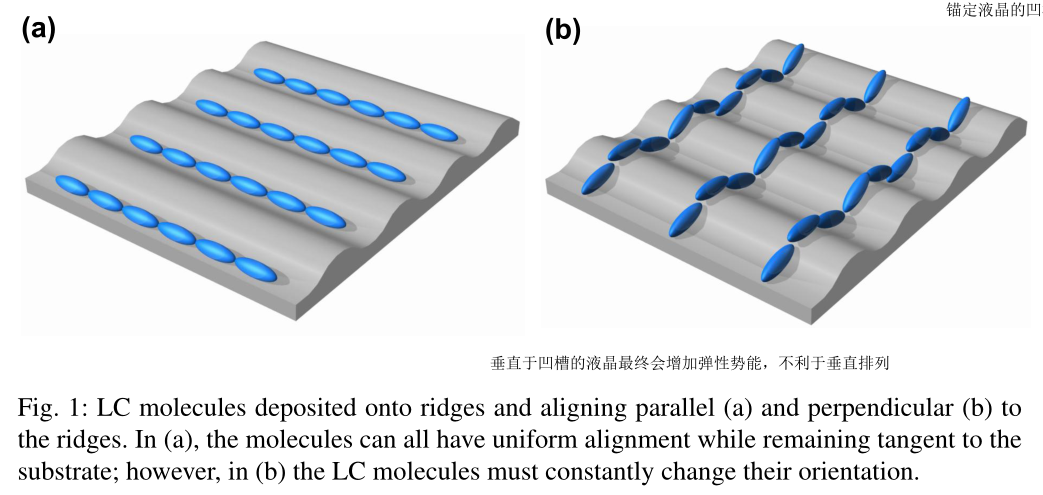 锚定液晶的凹
(a)
(b)
垂直于凹槽的液晶最终会增加弹性势能，不利于垂直排列
Fig. 1: LC molecules deposited onto ridges and aligning parallel (a) and perpendicular (b) to
the ridges. In (a), the molecules can all have uniform alignment while remaining tangent to the
substrate; however, in (b) the LC molecules must constantly change their orientation.